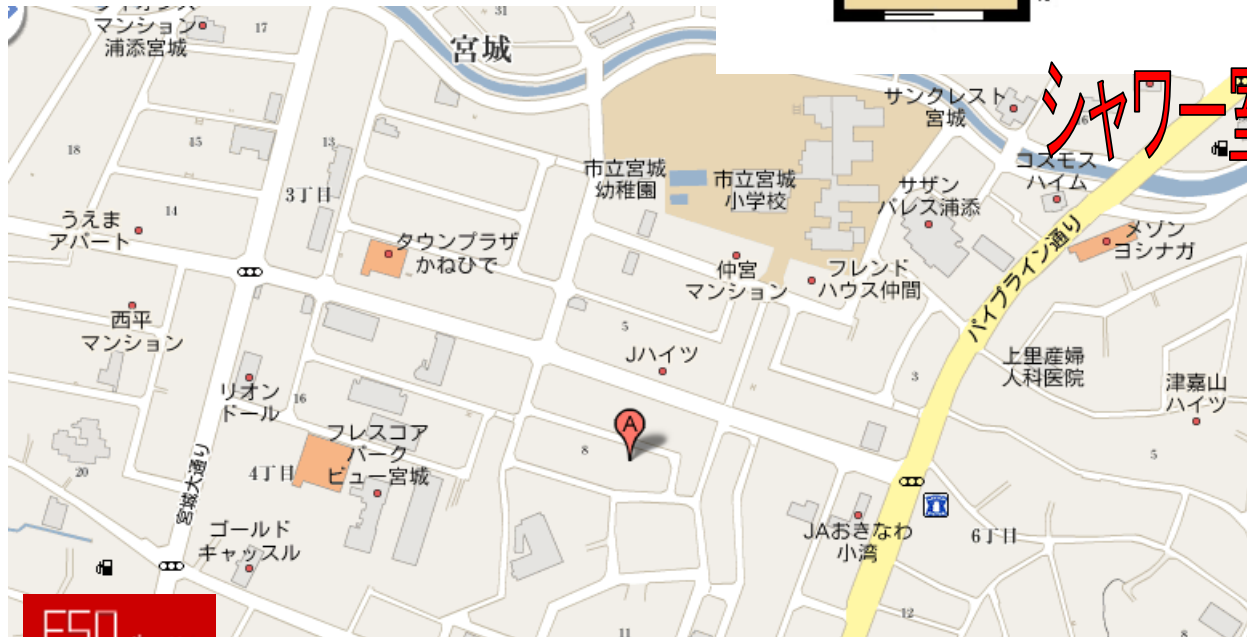 マンション
浦添宮城
17
31
宮城
サンクレスト
宮城
シャワー
コスモス
ハイム
13
15
18
14
3丁目
市立宮城
幼稚園
市立宮城
小学校
サザン
パレス浦添
うえま
アパート
タウンプラザ
かねひで
仲宮
マンション
フレンド
ハウス仲間
パイプライン通り
メゾン
ヨシナガ
西平
マンション
5
Jハイツ
3
上里産婦
人科医院
津嘉山
ハイツ
リオン
ドール
16
フレスコア
パーク
ビュー宮城
4丁目
8
A
5
20
宮城大通り
ゴールド
キャッスル
JAおきなわ
小湾
6丁目
12
11
8